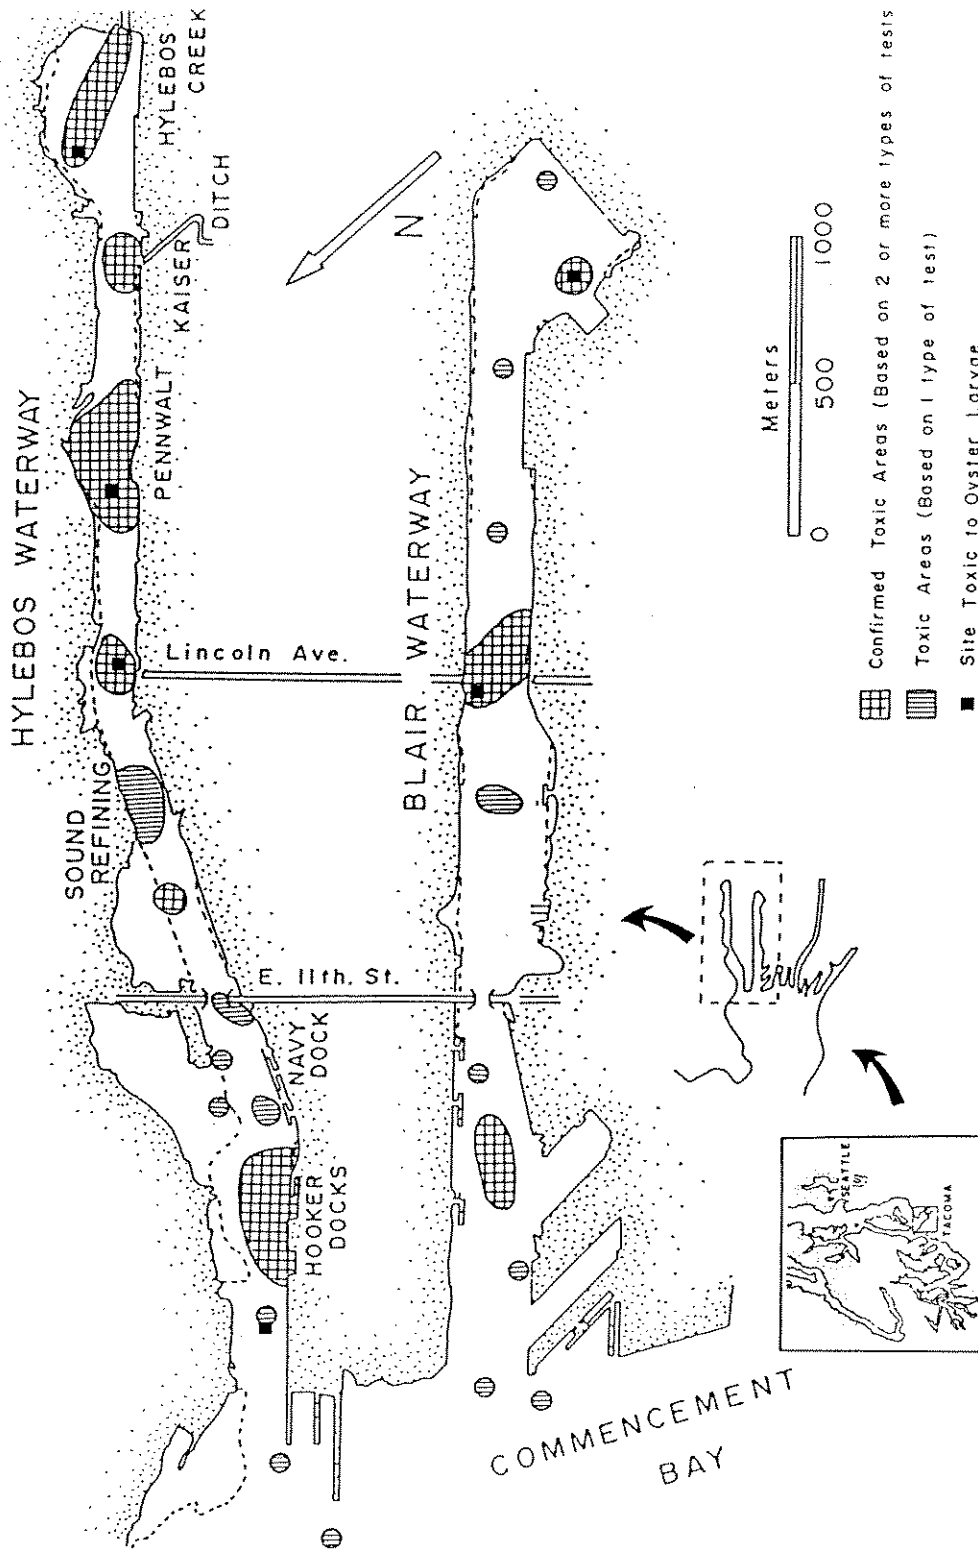 HYLEBOS WATERWAY
HYLEBOS
CREEK
KAISER
DITCH
PENNWALT
Lincoln Ave.
SOUND
REFINING
E. 11th. St.
NAVY
DOCK
HOOKER
DOCKS
N
BLAIR WATERWAY
COMMENCEMENT
BAY
Meters
0 500 1000
Confirmed Toxic Areas (Based on 2 or more types of tests
Toxic Areas (Based on 1 type of test)
Site Toxic to Oyster Larvae
SEATTLE
TACOMA